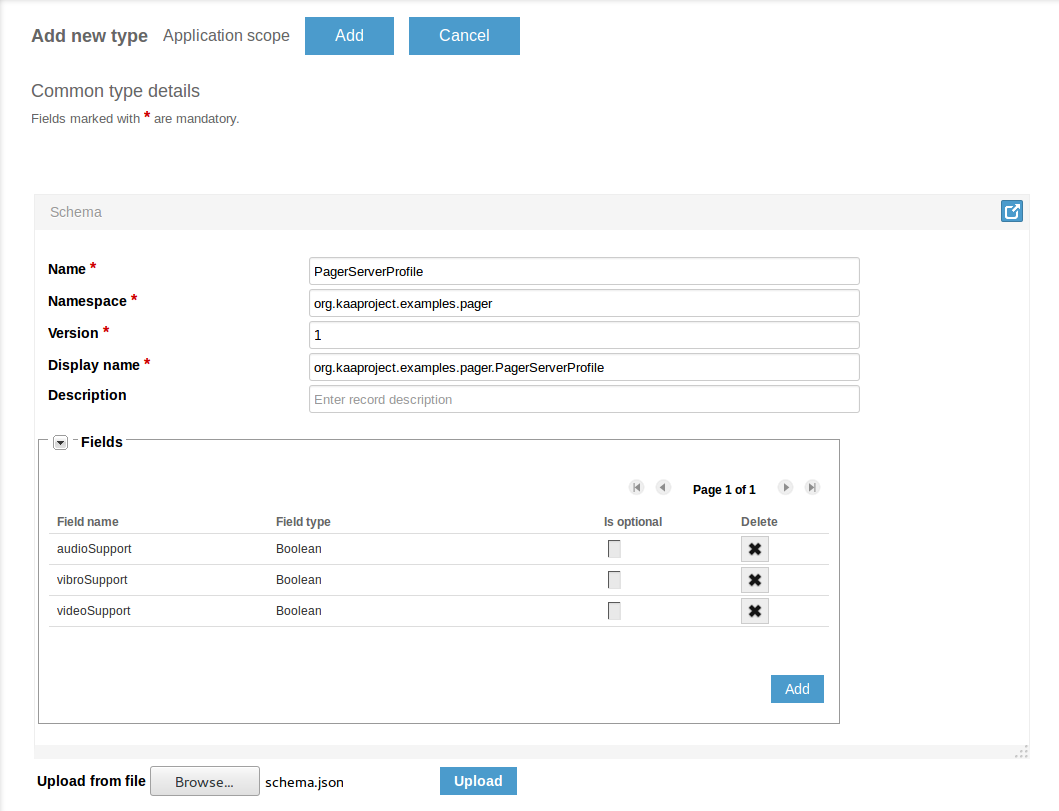 Add new type Application scope Add Cancel
Common type details
Fields marked with * are mandatory.
Schema
Name * PagerServerProfile
Namespace * org.kaaproject.examples.pager
Version * 1
Display name * org.kaaproject.examples.pager.PagerServerProfile
Description Enter record description
Fields
Page 1 of 1
Field name Field type Is optional Delete
audioSupport Boolean
vibroSupport Boolean
videoSupport Boolean
Add
Upload from file Browse... schema.json Upload